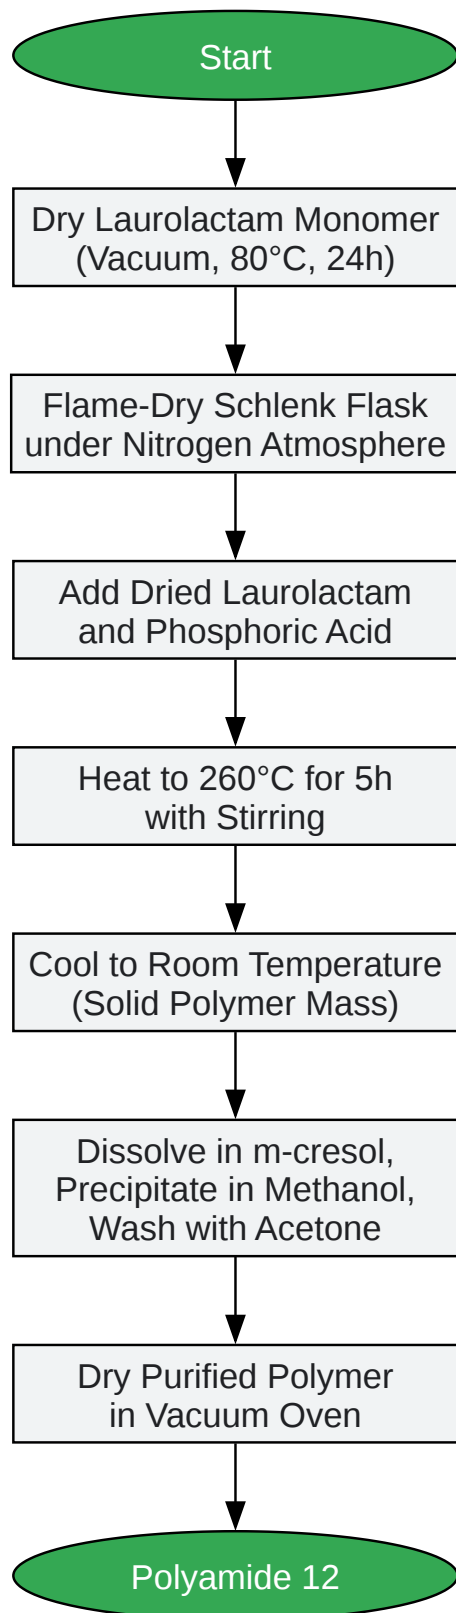 Start
Dry Laurolactam Monomer
(Vacuum, 80°C, 24h)
Flame-Dry Schlenk Flask
under Nitrogen Atmosphere
Add Dried Laurolactam
and Phosphoric Acid
Heat to 260°C for 5h
with Stirring
Cool to Room Temperature
(Solid Polymer Mass)
Dissolve in m-cresol,
Precipitate in Methanol,
Wash with Acetone
Dry Purified Polymer
in Vacuum Oven
Polyamide 12